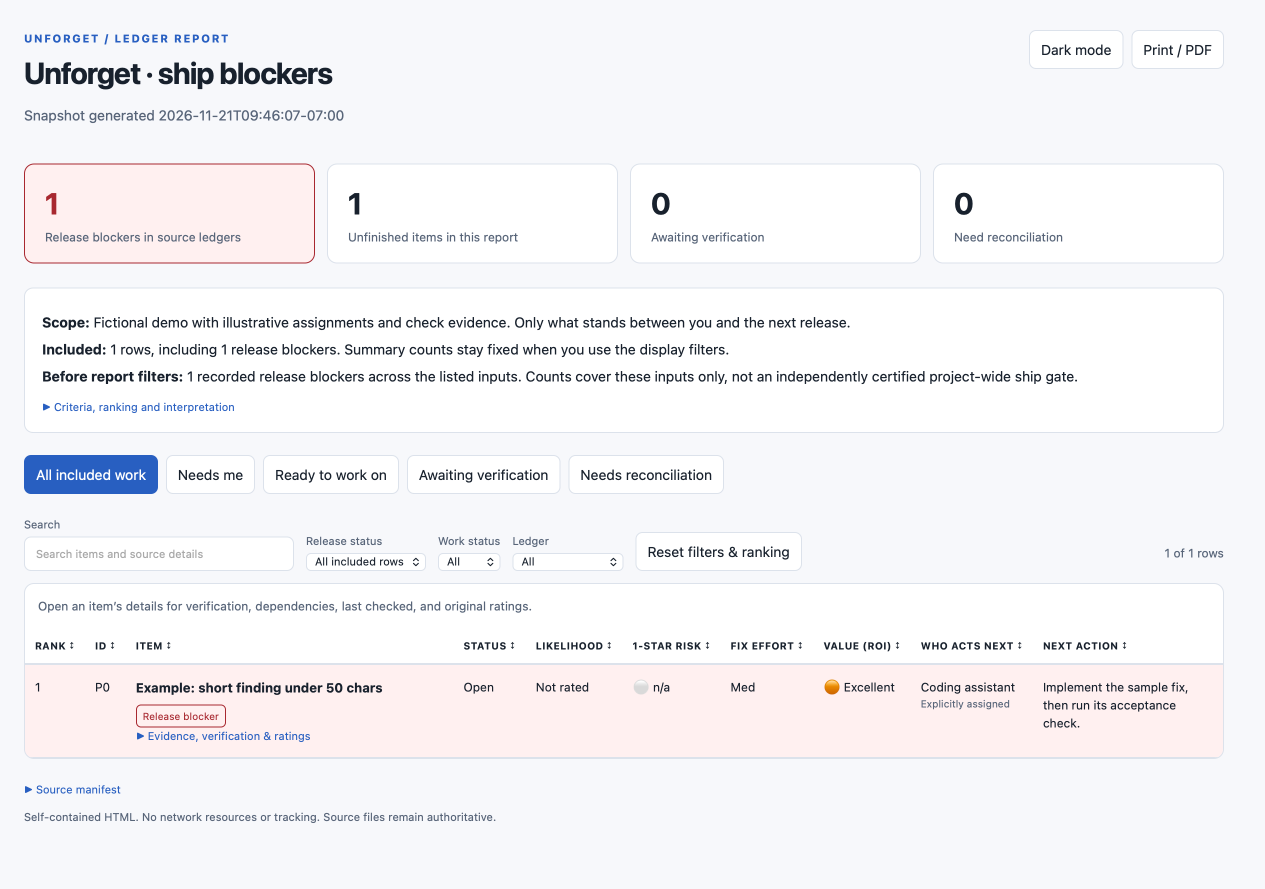 UNFORGET / LEDGER REPORT
Unforget · ship blockers
Snapshot generated 2026-11-21T09:46:07-07:00
Dark mode
Print / PDF
1
Release blockers in source ledgers
1
Unfinished items in this report
0
Awaiting verification
0
Need reconciliation
Scope: Fictional demo with illustrative assignments and check evidence. Only what stands between you and the next release.
Included: 1 rows, including 1 release blockers. Summary counts stay fixed when you use the display filters.
Before report filters: 1 recorded release blockers across the listed inputs. Counts cover these inputs only, not an independently certified project-wide ship gate.
▶ Criteria, ranking and interpretation
All included work
Needs me
Ready to work on
Awaiting verification
Needs reconciliation
Search
Search items and source details
Release status
All included rows
Work status
All
Ledger
All
Reset filters & ranking
1 of 1 rows
Open an item's details for verification, dependencies, last checked, and original ratings.
RANK ↕ ID ↕ ITEM ↕ STATUS ↕ LIKELIHOOD ↕ 1-STAR RISK ↕ FIX EFFORT ↕ VALUE (ROI) ↕ WHO ACTS NEXT ↕ NEXT ACTION ↕
1 P0 Example: short finding under 50 chars
Release blocker
▶ Evidence, verification & ratings
Open
Not rated
n/a
Med
Excellent
Coding assistant
Explicitly assigned
Implement the sample fix,
then run its acceptance
check.
▶ Source manifest
Self-contained HTML. No network resources or tracking. Source files remain authoritative.